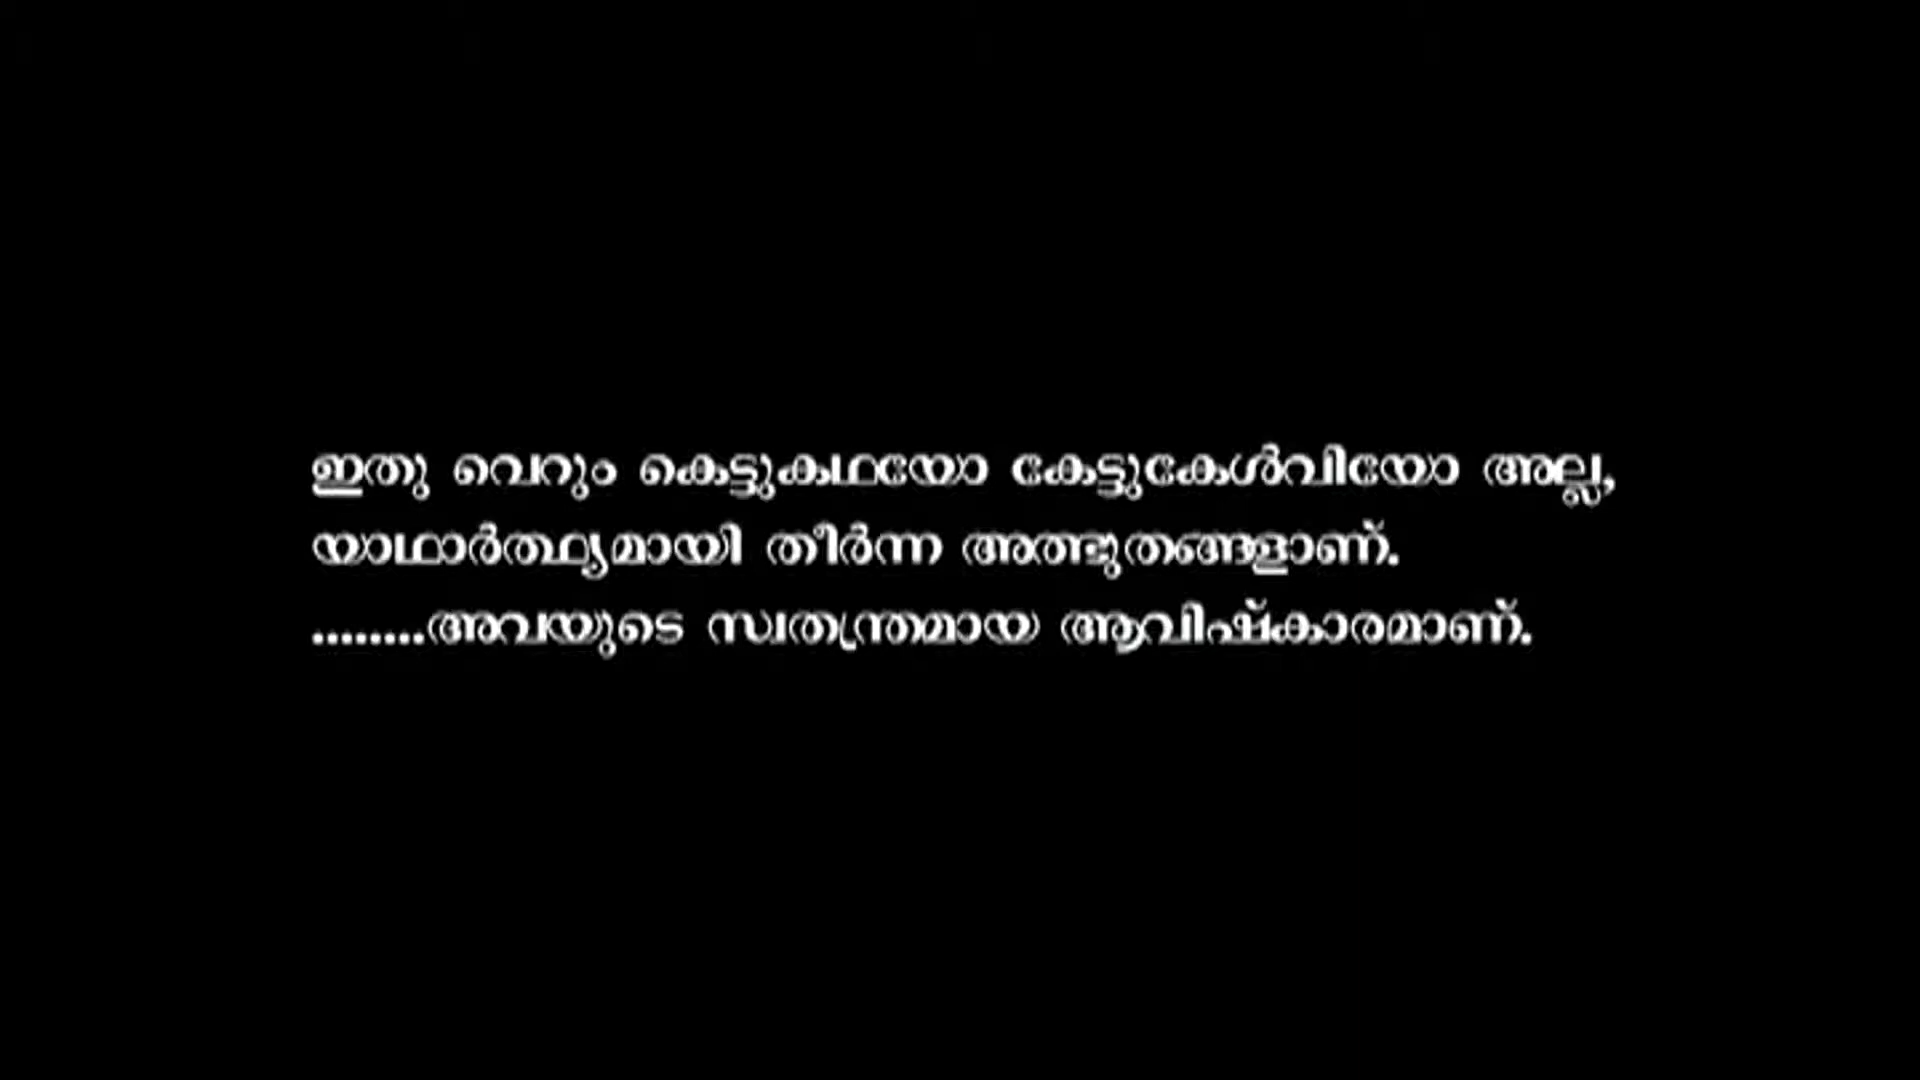 ഇതു വെറും കെട്ടുകഥയോ കേട്ടുകേൾവിയോ അല്ല,
യാഥാർത്ഥ്യമായി തീർന്ന അത്ഭുതങ്ങളാണ്.
........അവയുടെ സ്വതന്ത്രമായ ആവിഷ്കാരമാണ്.